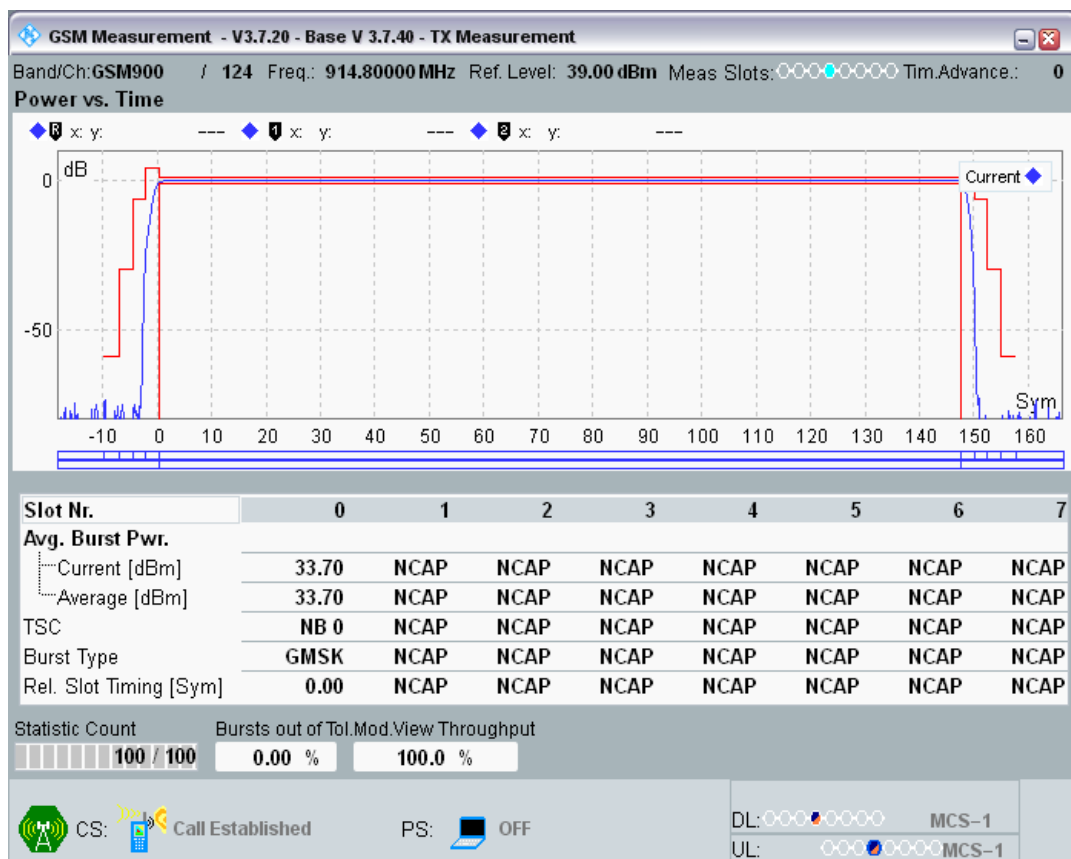 GSM Measurement - V3.7.20 - Base V 3.7.40 - TX Measurement
Band/Ch:GSM900 / 124 Freq.: 914.80000 MHz Ref. Level: 39.00 dBm Meas Slots: Tim.Advance.: 0
Power vs. Time
R x: y: --- 1 x: y: --- 2 x: y: ---
dB
Current
0
-50
Sym
-10 0 10 20 30 40 50 60 70 80 90 100 110 120 130 140 150 160
Slot Nr. 0 1 2 3 4 5 6 7
Avg. Burst Pwr.
Current [dBm] 33.70 NCAP NCAP NCAP NCAP NCAP NCAP NCAP
Average [dBm] 33.70 NCAP NCAP NCAP NCAP NCAP NCAP NCAP
TSC NB 0 NCAP NCAP NCAP NCAP NCAP NCAP NCAP
Burst Type GMSK NCAP NCAP NCAP NCAP NCAP NCAP NCAP
Rel. Slot Timing [Sym] 0.00 NCAP NCAP NCAP NCAP NCAP NCAP NCAP
Statistic Count Bursts out of Tol.Mod.View Throughput
100 / 100 0.00 % 100.0 %
CS: Call Established PS: OFF DL: MCS-1
UL: MCS-1